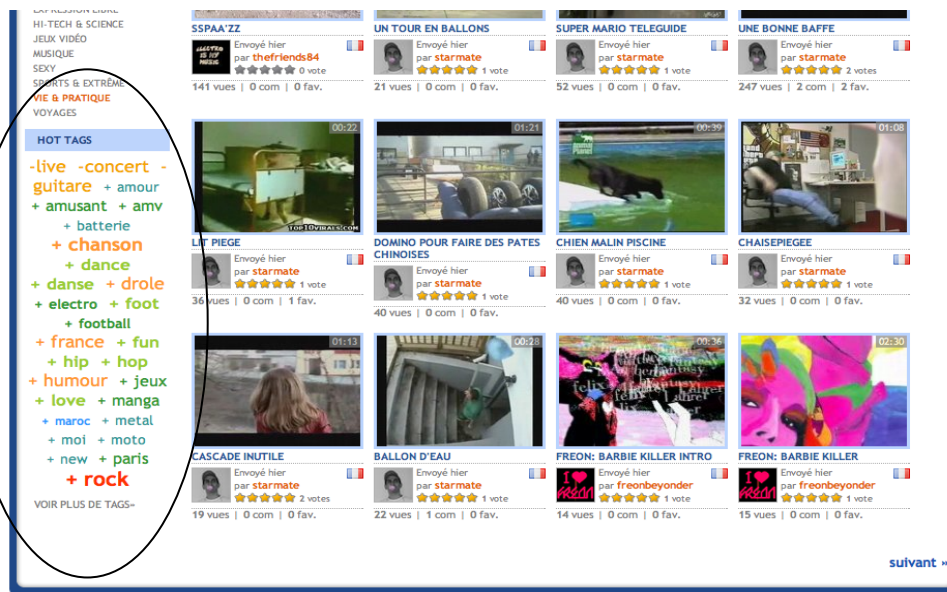 EXPRESSION LIBRE
HI-TECH & SCIENCE
JEUX VIDÉO
MUSIQUE
SEXY
SPORTS & EXTRÊME
VIE & PRATIQUE
VOYAGES
HOT TAGS
-live -concert -
guitare + amour
+ amusant + amv
+ batterie
+ chanson
+ dance
+ danse + drole
+ electro + foot
+ football
+ france + fun
+ hip + hop
+ humour + jeux
+ love + manga
+ maroc + metal
+ moi + moto
+ new + paris
+ rock
VOIR PLUS DE TAGS»
SSPAA'ZZ
Envoyé hier
par thefriends84
0 vote
141 vues | 0 com | 0 fav.
UN TOUR EN BALLONS
Envoyé hier
par starmate
1 vote
21 vues | 0 com | 0 fav.
SUPER MARIO TELEGUIDE
Envoyé hier
par starmate
1 vote
52 vues | 0 com | 0 fav.
UNE BONNE BAFFE
Envoyé hier
par starmate
2 votes
247 vues | 2 com | 2 fav.
00:22
TOP10VIRALS.COM
LIT PIEGE
Envoyé hier
par starmate
1 vote
36 vues | 0 com | 1 fav.
01:21
DOMINO POUR FAIRE DES PATES
CHINOISES
Envoyé hier
par starmate
1 vote
40 vues | 0 com | 0 fav.
00:39
CHIEN MALIN PISCINE
Envoyé hier
par starmate
1 vote
40 vues | 0 com | 0 fav.
01:08
CHAISEPIEGEE
Envoyé hier
par starmate
1 vote
32 vues | 0 com | 0 fav.
01:13
CASCADE INUTILE
Envoyé hier
par starmate
2 votes
19 vues | 0 com | 0 fav.
00:28
BALLON D'EAU
Envoyé hier
par starmate
1 vote
22 vues | 1 com | 0 fav.
00:36
FREON: BARBIE KILLER INTRO
Envoyé hier
par freonbeyonder
1 vote
14 vues | 0 com | 0 fav.
02:30
FREON: BARBIE KILLER
Envoyé hier
par freonbeyonder
1 vote
15 vues | 0 com | 0 fav.
suivant »